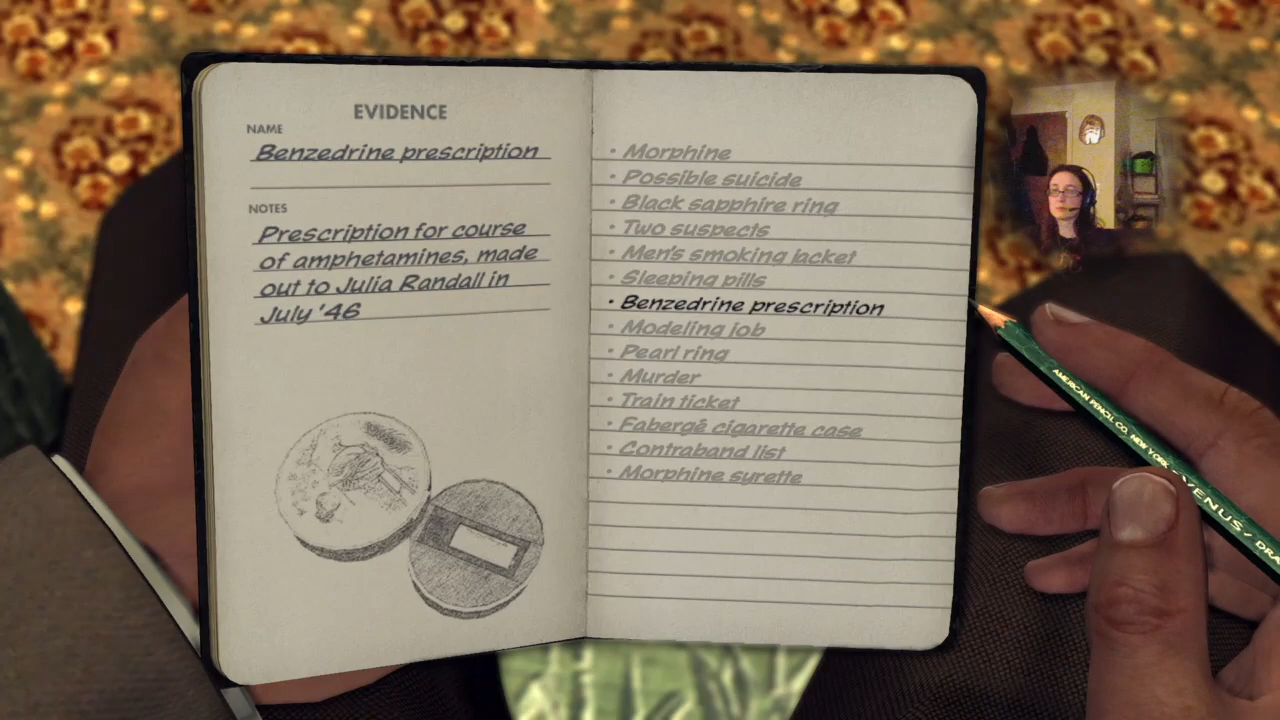 EVIDENCE
NAME
Benzedrine prescription
NOTES
Prescription for course
of amphetamines, made
out to Julia Randall in
July '46
• Morphine
• Possible suicide
• Black sapphire ring
• Two suspects
• Men's smoking jacket
• Sleeping pills
• Benzedrine prescription
• Modeling job
• Pearl ring
• Murder
• Train ticket
• Fabergé cigarette case
• Contraband list
• Morphine syrette
AMERICAN PENCIL CO. NEW YORK VENUS / DRA